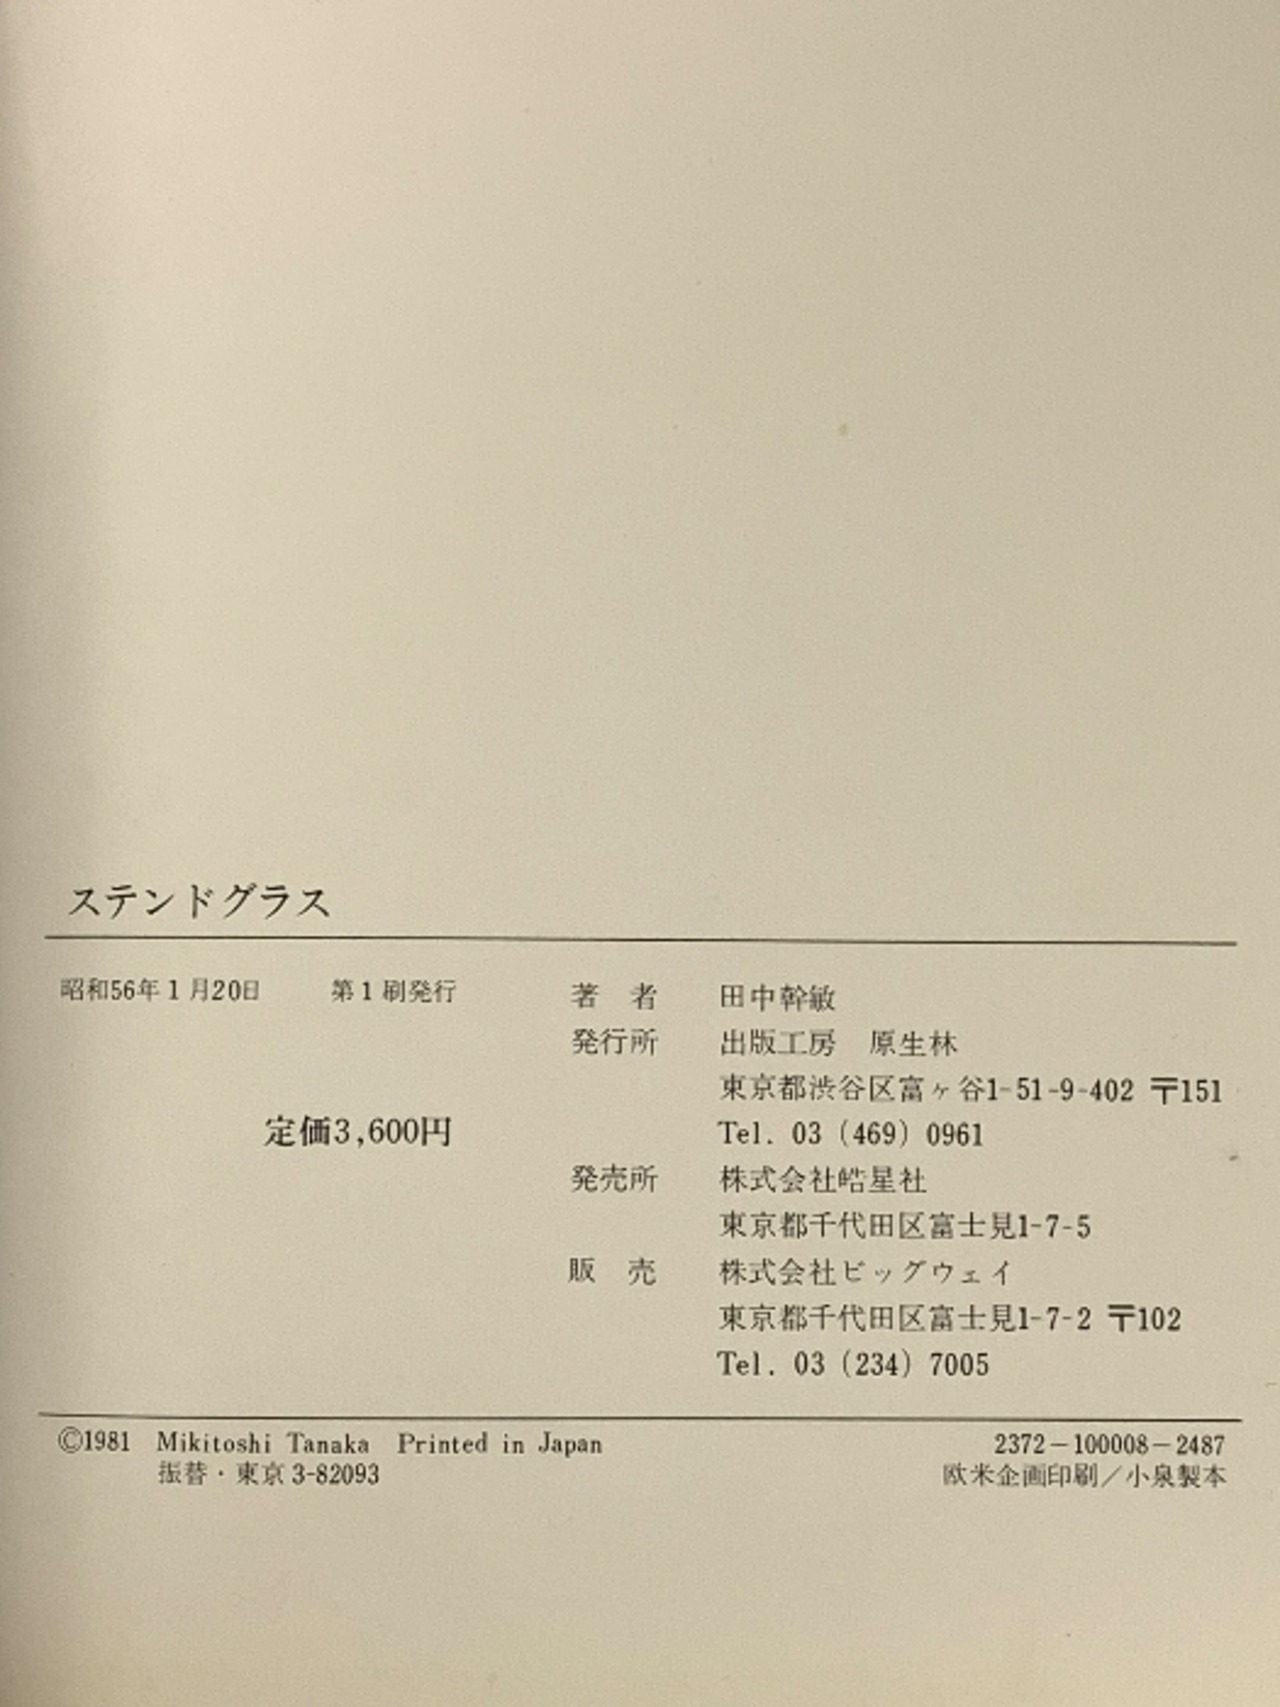 ステンドグラス
昭和56年1月20日　第1刷発行
定価3,600円
著　者　田中幹敏
発行所　出版工房　原生林
東京都渋谷区富ヶ谷1-51-9-402 〒151
Tel. 03 (469) 0961
発売所　株式会社皓星社
東京都千代田区富士見1-7-5
販　売　株式会社ビッグウェイ
東京都千代田区富士見1-7-2 〒102
Tel. 03 (234) 7005
©1981 Mikitoshi Tanaka Printed in Japan
振替・東京3-82093
2372－100008－2487
欧米企画印刷／小泉製本